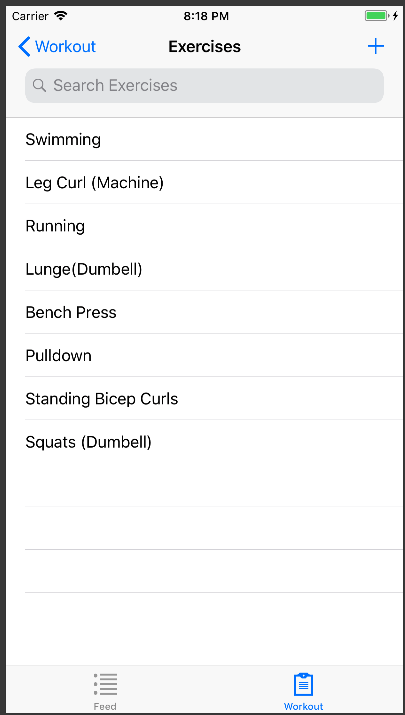 Carrier 8:18 PM
Workout Exercises +
Search Exercises
Swimming
Leg Curl (Machine)
Running
Lunge(Dumbell)
Bench Press
Pulldown
Standing Bicep Curls
Squats (Dumbell)
Feed Workout